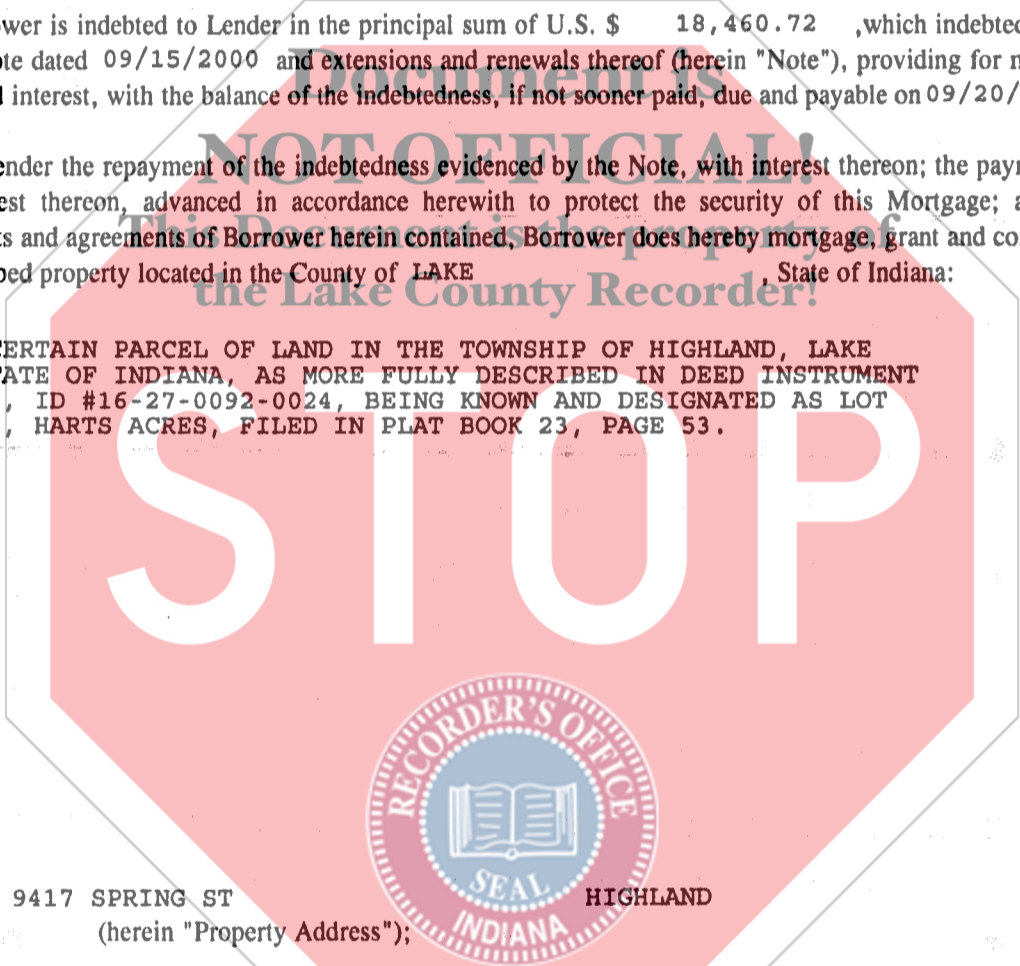 wer is indebted to Lender in the principal sum of U.S. $ 18,460.72 ,which indebted
te dated 09/15/2000 and extensions and renewals thereof (herein "Note"), providing for
interest, with the balance of the indebtedness, if not sooner paid, due and payable on 09/20/
Document is
NOT OFFICIAL!
ender the repayment of the indebtedness evidenced by the Note, with interest thereon; the pay
est thereon, advanced in accordance herewith to protect the security of this Mortgage;
This Document is the property of
s and agreements of Borrower herein contained, Borrower does hereby mortgage, grant and co
bed property located in the County of LAKE , State of Indiana:
the Lake County Recorder!
ERTAIN PARCEL OF LAND IN THE TOWNSHIP OF HIGHLAND, LAKE
ATE OF INDIANA, AS MORE FULLY DESCRIBED IN DEED INSTRUMENT
, ID #16-27-0092-0024, BEING KNOWN AND DESIGNATED AS LOT
, HARTS ACRES, FILED IN PLAT BOOK 23, PAGE 53.
STOP
RECORDER'S OFFICE
SEAL
INDIANA
9417 SPRING ST HIGHLAND
(herein "Property Address");